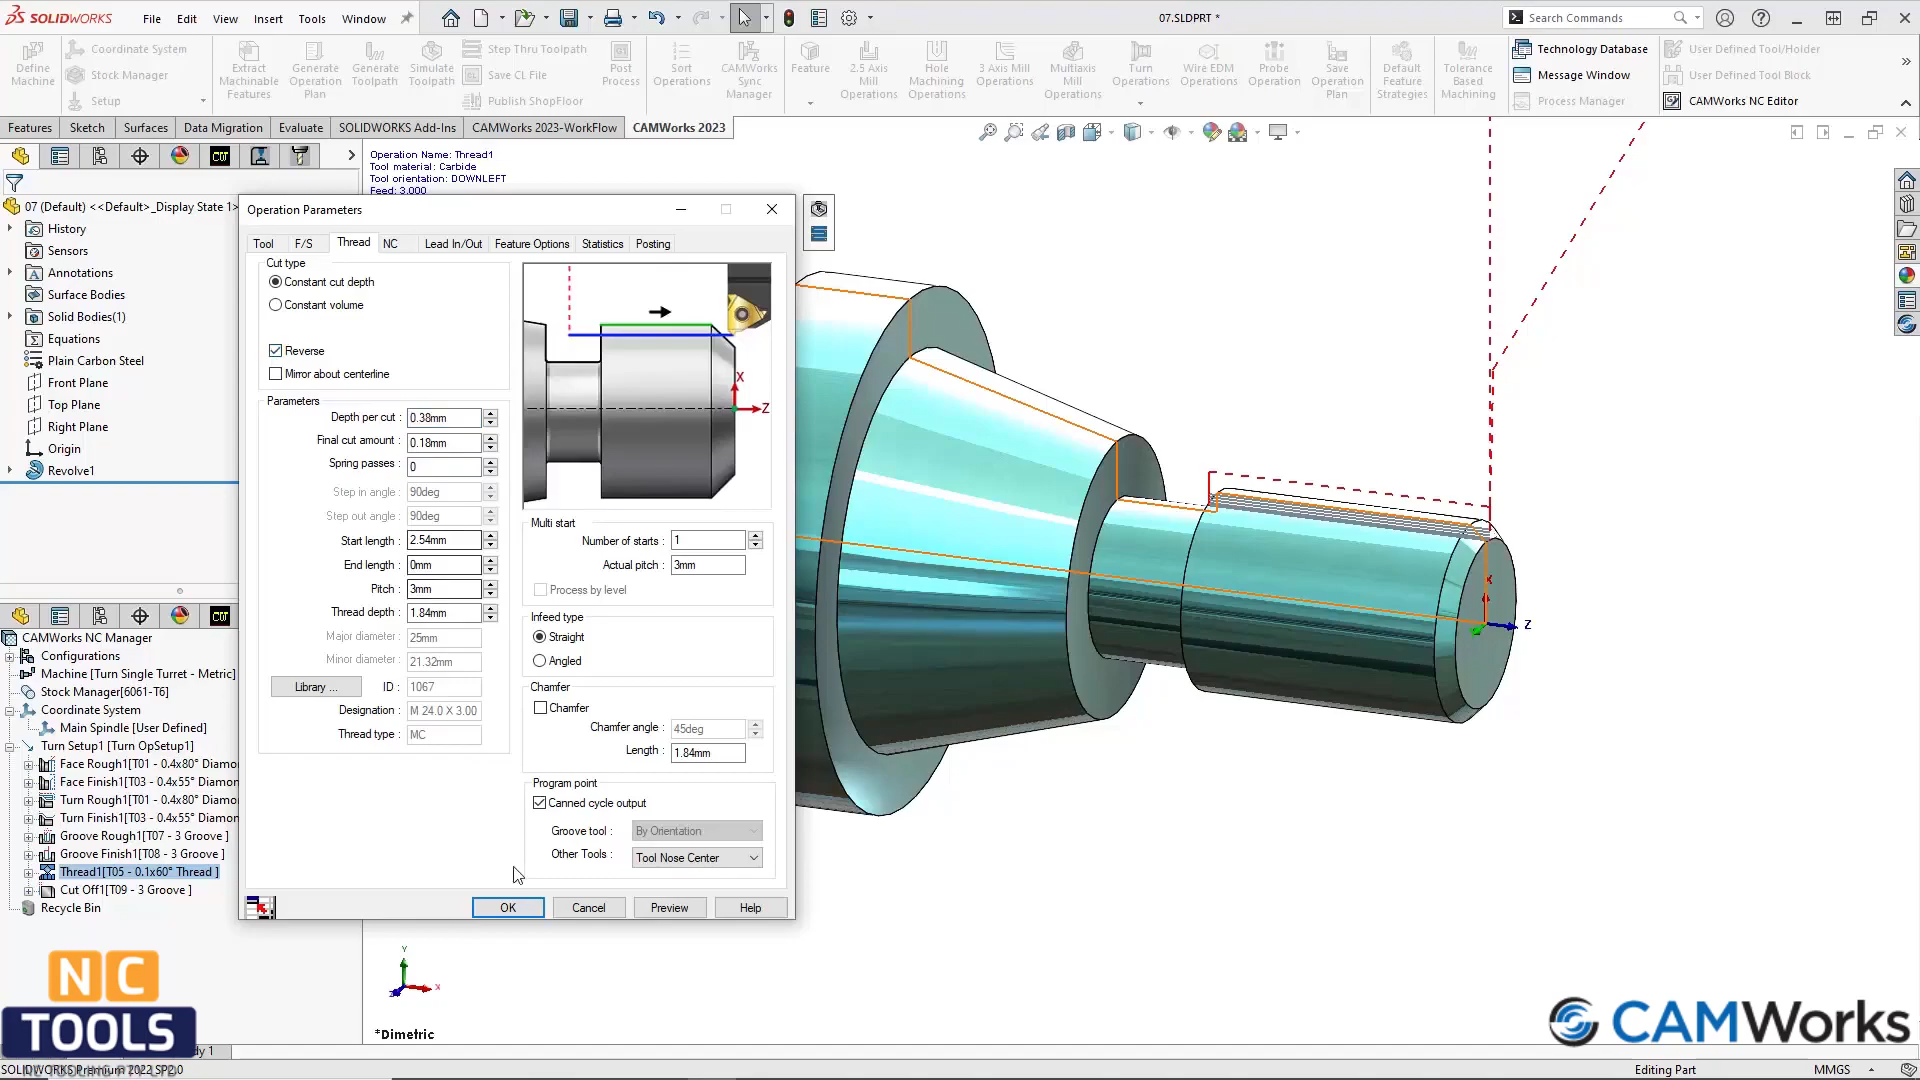 SOLIDWORKS
File Edit View Insert Tools Window
07.SLDPRT *
Search Commands
Define Machine
Coordinate System
Stock Manager
Setup
Extract Machinable Features
Generate Operation Plan
Generate Toolpath
Simulate Toolpath
Step Thru Toolpath
Save CL File
Publish ShopFloor
Post Process
Sort Operations
CAMWorks Sync Manager
Feature
2.5 Axis Mill Operations
Hole Machining Operations
3 Axis Mill Operations
Multiaxis Mill Operations
Turn Operations
Wire EDM Operations
Probe Operation
Save Operation Plan
Default Feature Strategies
Tolerance Based Machining
Technology Database
Message Window
Process Manager
User Defined Tool/Holder
User Defined Tool Block
CAMWorks NC Editor
Features Sketch Surfaces Data Migration Evaluate SOLIDWORKS Add-Ins CAMWorks 2023-WorkFlow CAMWorks 2023
Operation Name: Thread1
Tool material: Carbide
Tool orientation: DOWNLEFT
Feed: 3.000
07 (Default) <<Default>_Display State 1>
History
Sensors
Annotations
Surface Bodies
Solid Bodies(1)
Equations
Plain Carbon Steel
Front Plane
Top Plane
Right Plane
Origin
Revolve1
CAMWorks NC Manager
Configurations
Machine [Turn Single Turret - Metric]
Stock Manager[6061-T6]
Coordinate System
Main Spindle [User Defined]
Turn Setup1 [Turn OpSetup1]
Face Rough1[T01 - 0.4x80° Diamo
Face Finish1[T03 - 0.4x55° Diamo
Turn Rough1[T01 - 0.4x80° Diamo
Turn Finish1[T03 - 0.4x55° Diamo
Groove Rough1[T07 - 3 Groove ]
Groove Finish1[T08 - 3 Groove ]
Thread1[T05 - 0.1x60° Thread ]
Cut Off1[T09 - 3 Groove ]
Recycle Bin
Operation Parameters
Tool F/S Thread NC Lead In/Out Feature Options Statistics Posting
Cut type
Constant cut depth
Constant volume
Reverse
Mirror about centerline
Parameters
Depth per cut : 0.38mm
Final cut amount : 0.18mm
Spring passes : 0
Step in angle : 90deg
Step out angle : 90deg
Start length : 2.54mm
End length : 0mm
Pitch : 3mm
Thread depth : 1.84mm
Major diameter : 25mm
Minor diameter : 21.32mm
Library ... ID : 1067
Designation : M 24.0 X 3.00
Thread type : MC
X
Z
Multi start
Number of starts : 1
Actual pitch : 3mm
Process by level
Infeed type
Straight
Angled
Chamfer
Chamfer
Chamfer angle : 45deg
Length : 1.84mm
Program point
Canned cycle output
Groove tool : By Orientation
Other Tools : Tool Nose Center
OK Cancel Preview Help
X
Z
Y
X
Z
*Dimetric
NC
TOOLS
CAMWorks
dy 1
SOLIDWORKS Premium 2022 SP2.0
Editing Part
MMGS